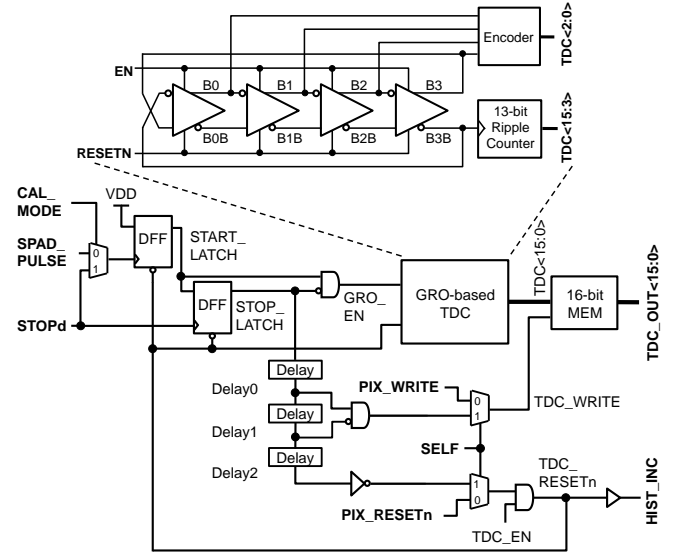 Encoder
TDC<2:0>
EN
B0
B1
B2
B3
B0B
B1B
B2B
B3B
13-bit
Ripple
Counter
TDC<15:3>
RESETN
CAL_
MODE
VDD
DFF
START_
LATCH
SPAD_
PULSE
0
1
DFF
STOP_
LATCH
STOPd
GRO_
EN
GRO-based
TDC
TDC<15:0>
16-bit
MEM
TDC_OUT<15:0>
Delay
Delay0
Delay
Delay1
Delay
Delay2
PIX_WRITE
0
1
TDC_WRITE
SELF
1
0
PIX_RESETn
TDC_EN
TDC_
RESETn
HIST_INC